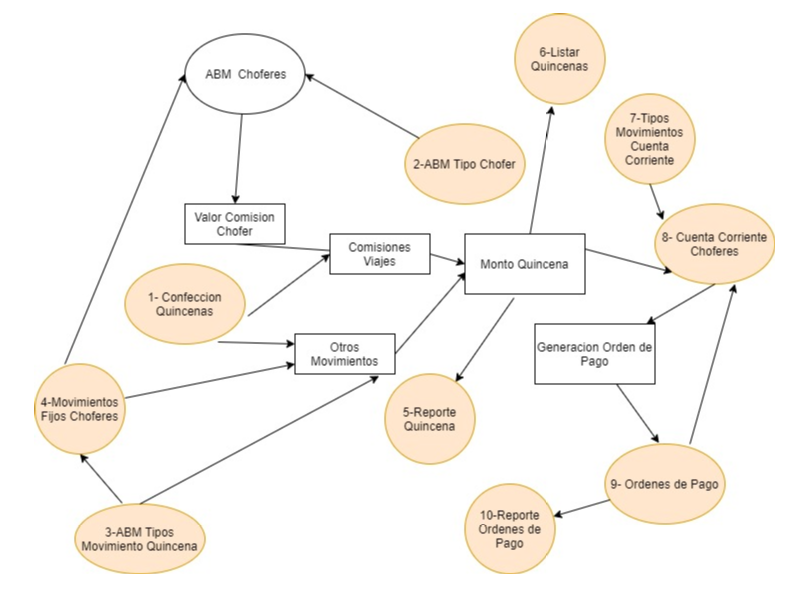 6-Listar
Quincenas
ABM  Choferes
7-Tipos
Movimientos
Cuenta
Corriente
2-ABM Tipo Chofer
Valor Comision
Chofer
8- Cuenta Corriente
Choferes
Comisiones
Viajes
Monto Quincena
1- Confeccion
Quincenas
Otros
Movimientos
Generacion Orden de
Pago
4-Movimientos
Fijos Choferes
5-Reporte
Quincena
9- Ordenes de Pago
10-Reporte
Ordenes de
Pago
3-ABM Tipos
Movimiento Quincena